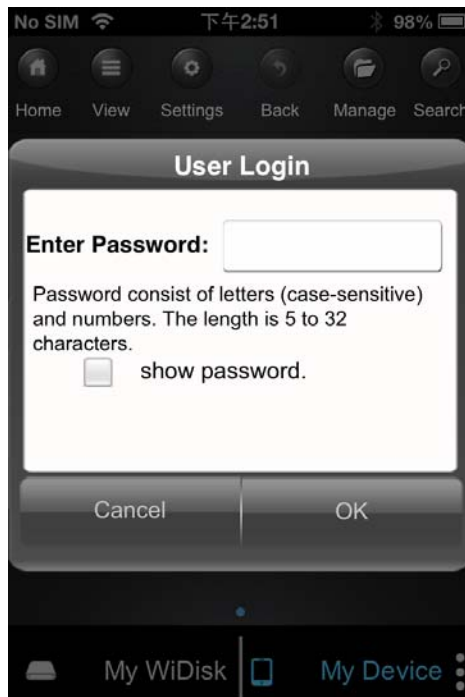 No SIM 下午2:51 98%
Home View Settings Back Manage Search
User Login
Enter Password:
Password consist of letters (case-sensitive)
and numbers. The length is 5 to 32
characters.
show password.
Cancel OK
My WiDisk My Device